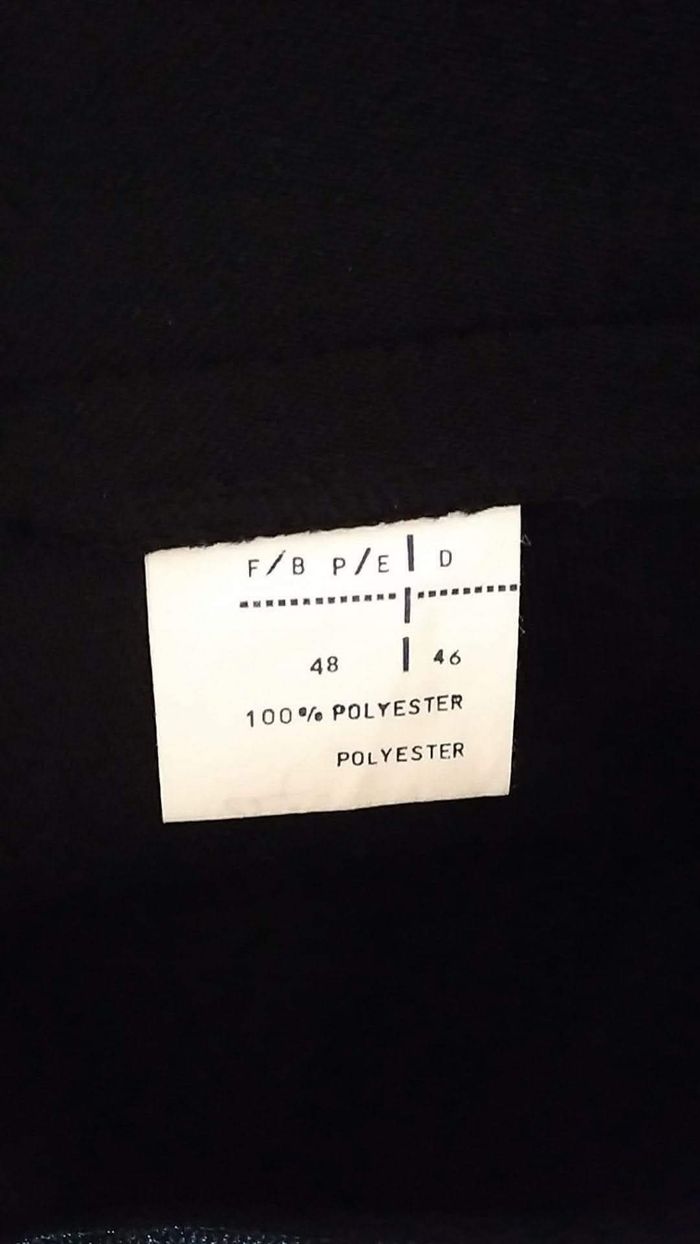 F/B P/E | D
48 | 46
100% POLYESTER
POLYESTER